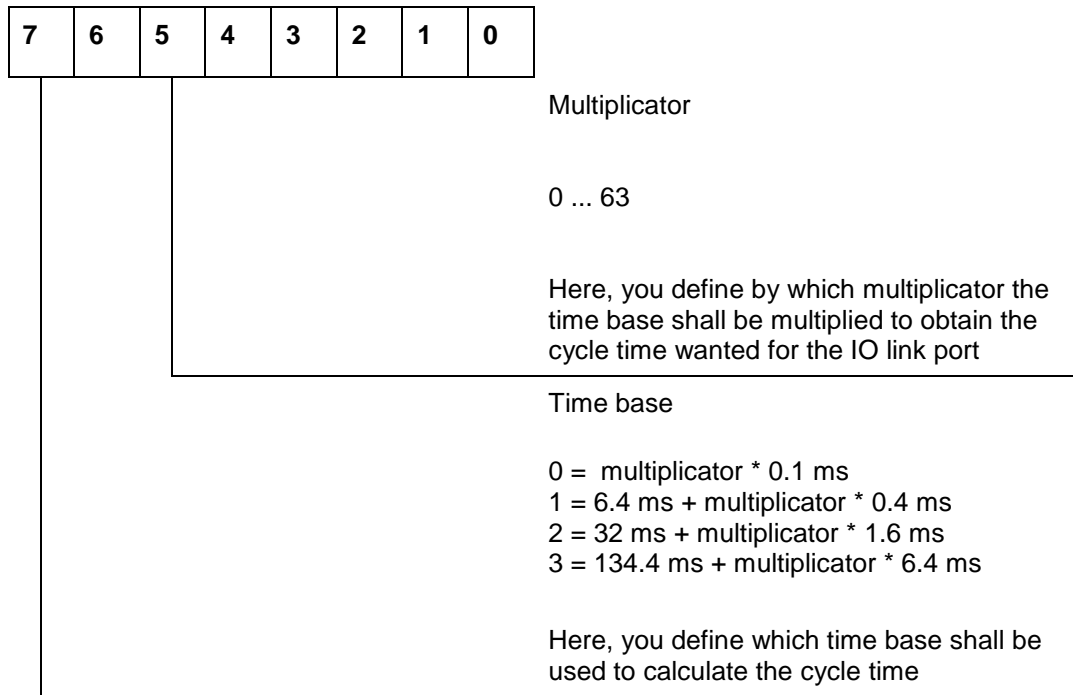 7 6 5 4 3 2 1 0
Multiplicator
0 ... 63
Here, you define by which multiplicator the
time base shall be multiplied to obtain the
cycle time wanted for the IO link port
Time base
0 =  multiplicator * 0.1 ms
1 = 6.4 ms + multiplicator * 0.4 ms
2 = 32 ms + multiplicator * 1.6 ms
3 = 134.4 ms + multiplicator * 6.4 ms
Here, you define which time base shall be
used to calculate the cycle time